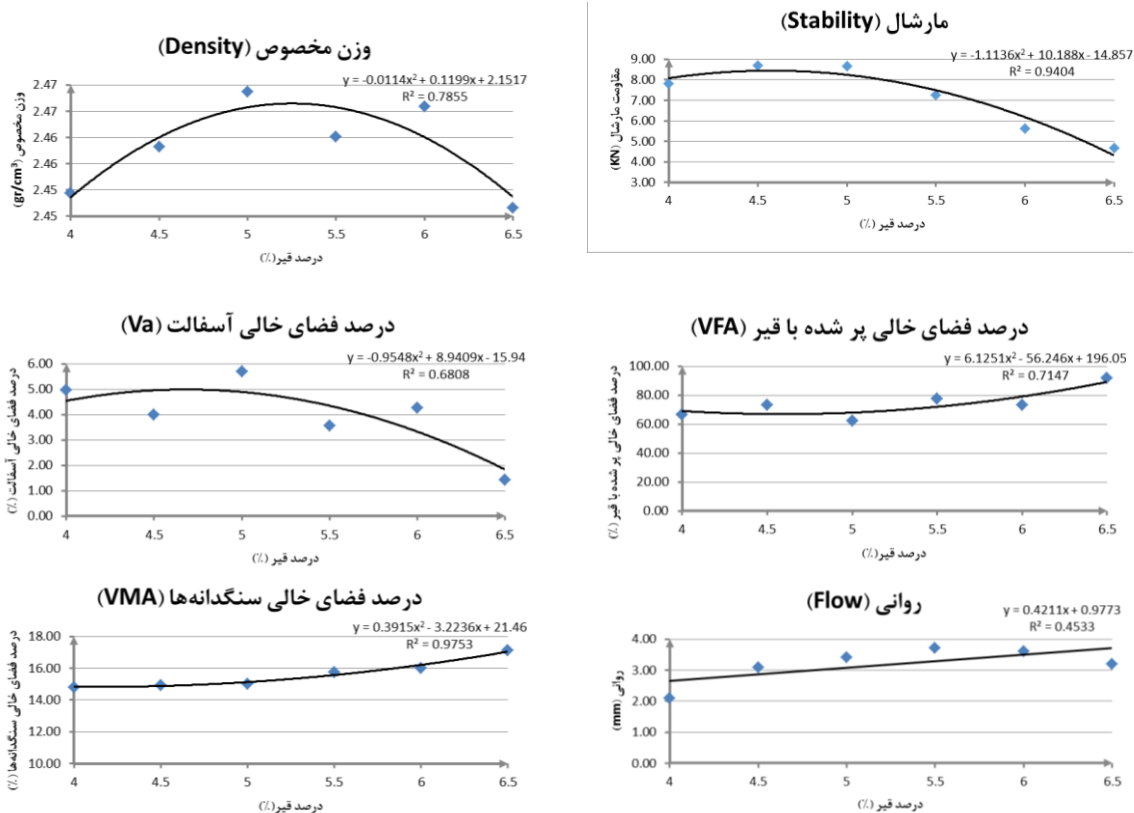 وزن مخصوص (Density)
y = -0.0114x² + 0.1199x + 2.1517
R² = 0.7855
وزن مخصوص (gr/cm³)
2.47
2.47
2.46
2.46
2.45
2.45
4 4.5 5 5.5 6 6.5
درصد قیر(٪)
مارشال (Stability)
y = -1.1136x² + 10.188x - 14.857
R² = 0.9404
مقاومت مارشال (KN)
9.00
8.00
7.00
6.00
5.00
4.00
3.00
4 4.5 5 5.5 6 6.5
درصد قیر(٪)
درصد فضای خالی آسفالت (Va)
y = -0.9548x² + 8.9409x - 15.94
R² = 0.6808
درصد فضای خالی آسفالت (٪)
6.00
5.00
4.00
3.00
2.00
1.00
0.00
4 4.5 5 5.5 6 6.5
درصد قیر (٪)
درصد فضای خالی پر شده با قیر (VFA)
y = 6.1251x² - 56.246x + 196.05
R² = 0.7147
درصد فضای خالی پر شده با قیر (٪)
100.00
80.00
60.00
40.00
20.00
0.00
4 4.5 5 5.5 6 6.5
درصد قیر (٪)
درصد فضای خالی سنگدانه‌ها (VMA)
y = 0.3915x² - 3.2236x + 21.46
R² = 0.9753
درصد فضای خالی سنگدانه‌ها (٪)
18.00
16.00
14.00
12.00
10.00
4 4.5 5 5.5 6 6.5
درصد قیر(٪)
روانی (Flow)
y = 0.4211x + 0.9773
R² = 0.4533
روانی (mm)
4.00
3.00
2.00
1.00
0.00
4 4.5 5 5.5 6 6.5
درصد قیر (٪)